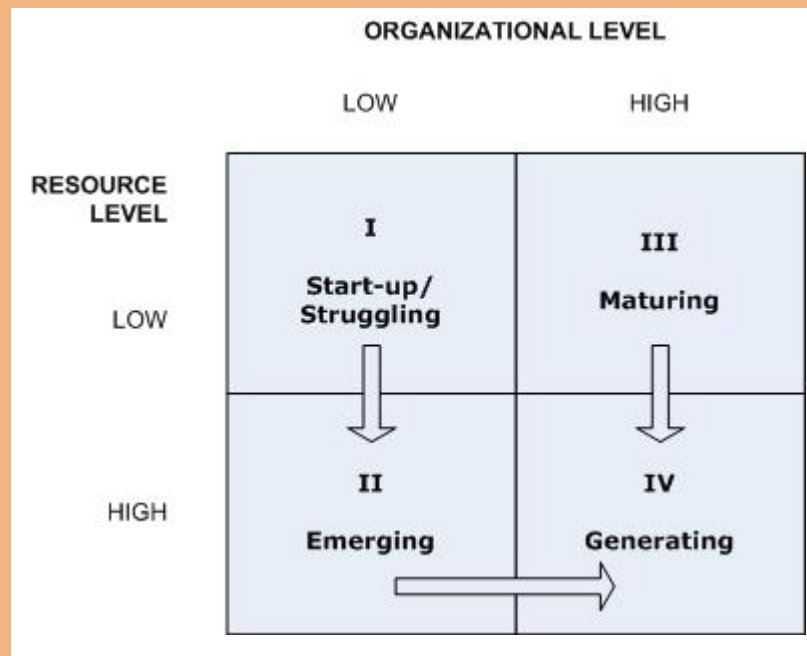 ORGANIZATIONAL LEVEL
LOW
HIGH
RESOURCE
LEVEL
LOW
I
Start-up/
Struggling
III
Maturing
HIGH
II
Emerging
IV
Generating